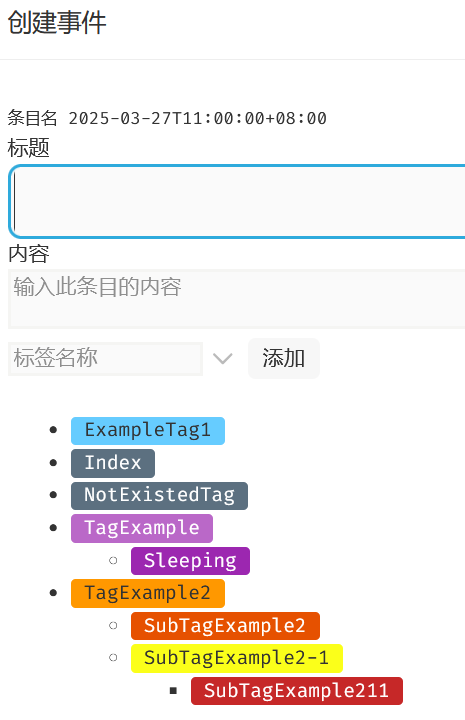 创建事件
条目名 2025-03-27T11:00:00+08:00
标题
内容
输入此条目的内容
标签名称 添加
ExampleTag1
Index
NotExistedTag
TagExample
Sleeping
TagExample2
SubTagExample2
SubTagExample2-1
SubTagExample211